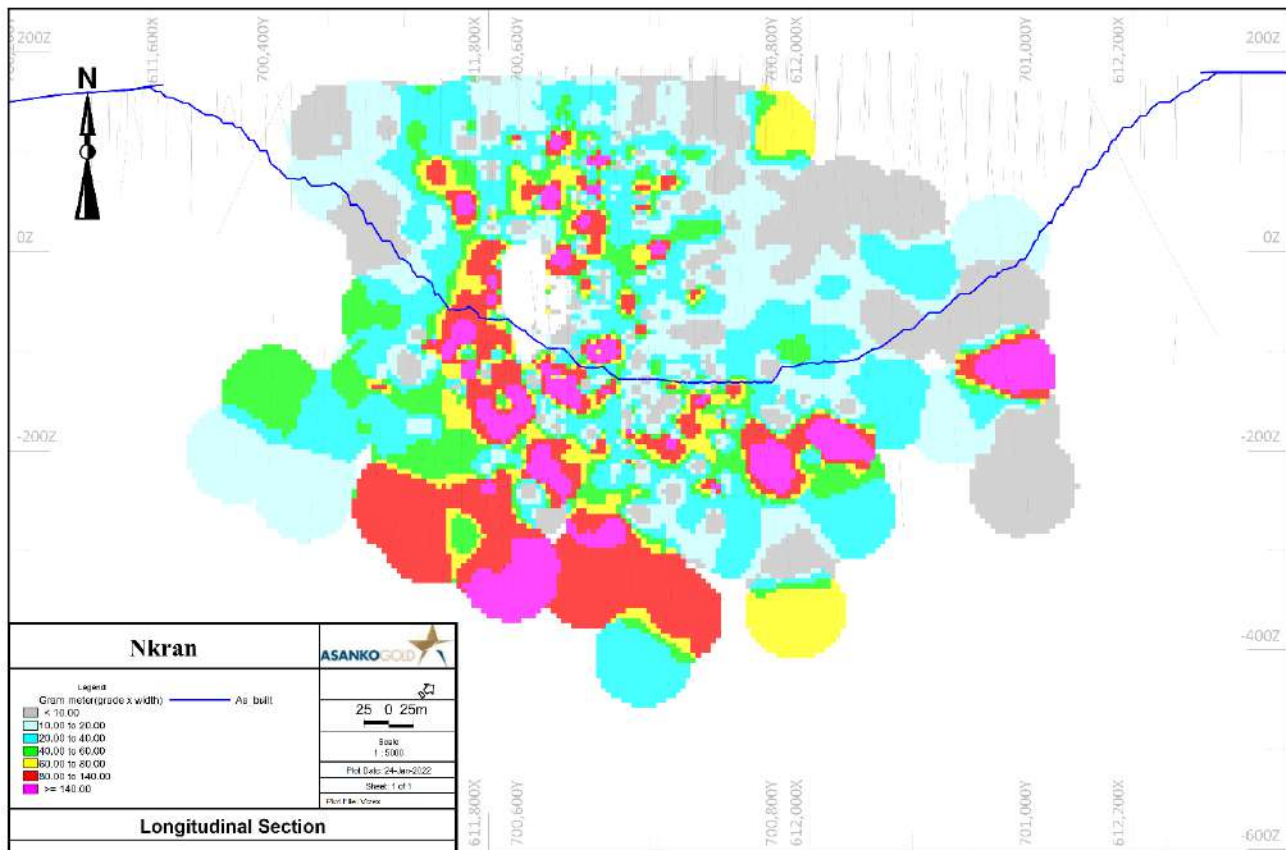 200Z
611,600X
700,400Y
611,800X
700,600Y
700,800Y
612,000X
701,000Y
612,200X
200Z
N
0Z
0Z
-200Z
-200Z
-400Z
-600Z
611,800X
700,600Y
700,800Y
612,000X
701,000Y
612,200X
Nkran
ASANKOGOLD
Legend
Gram meter(grade x width)
As_built
< 10.00
10.00 to 20.00
20.00 to 40.00
40.00 to 60.00
60.00 to 80.00
80.00 to 140.00
>= 140.00
25 0 25m
Scale
1 : 5000
Plot Date: 24-Jan-2022
Sheet: 1 of 1
Plot File: Vizex
Longitudinal Section